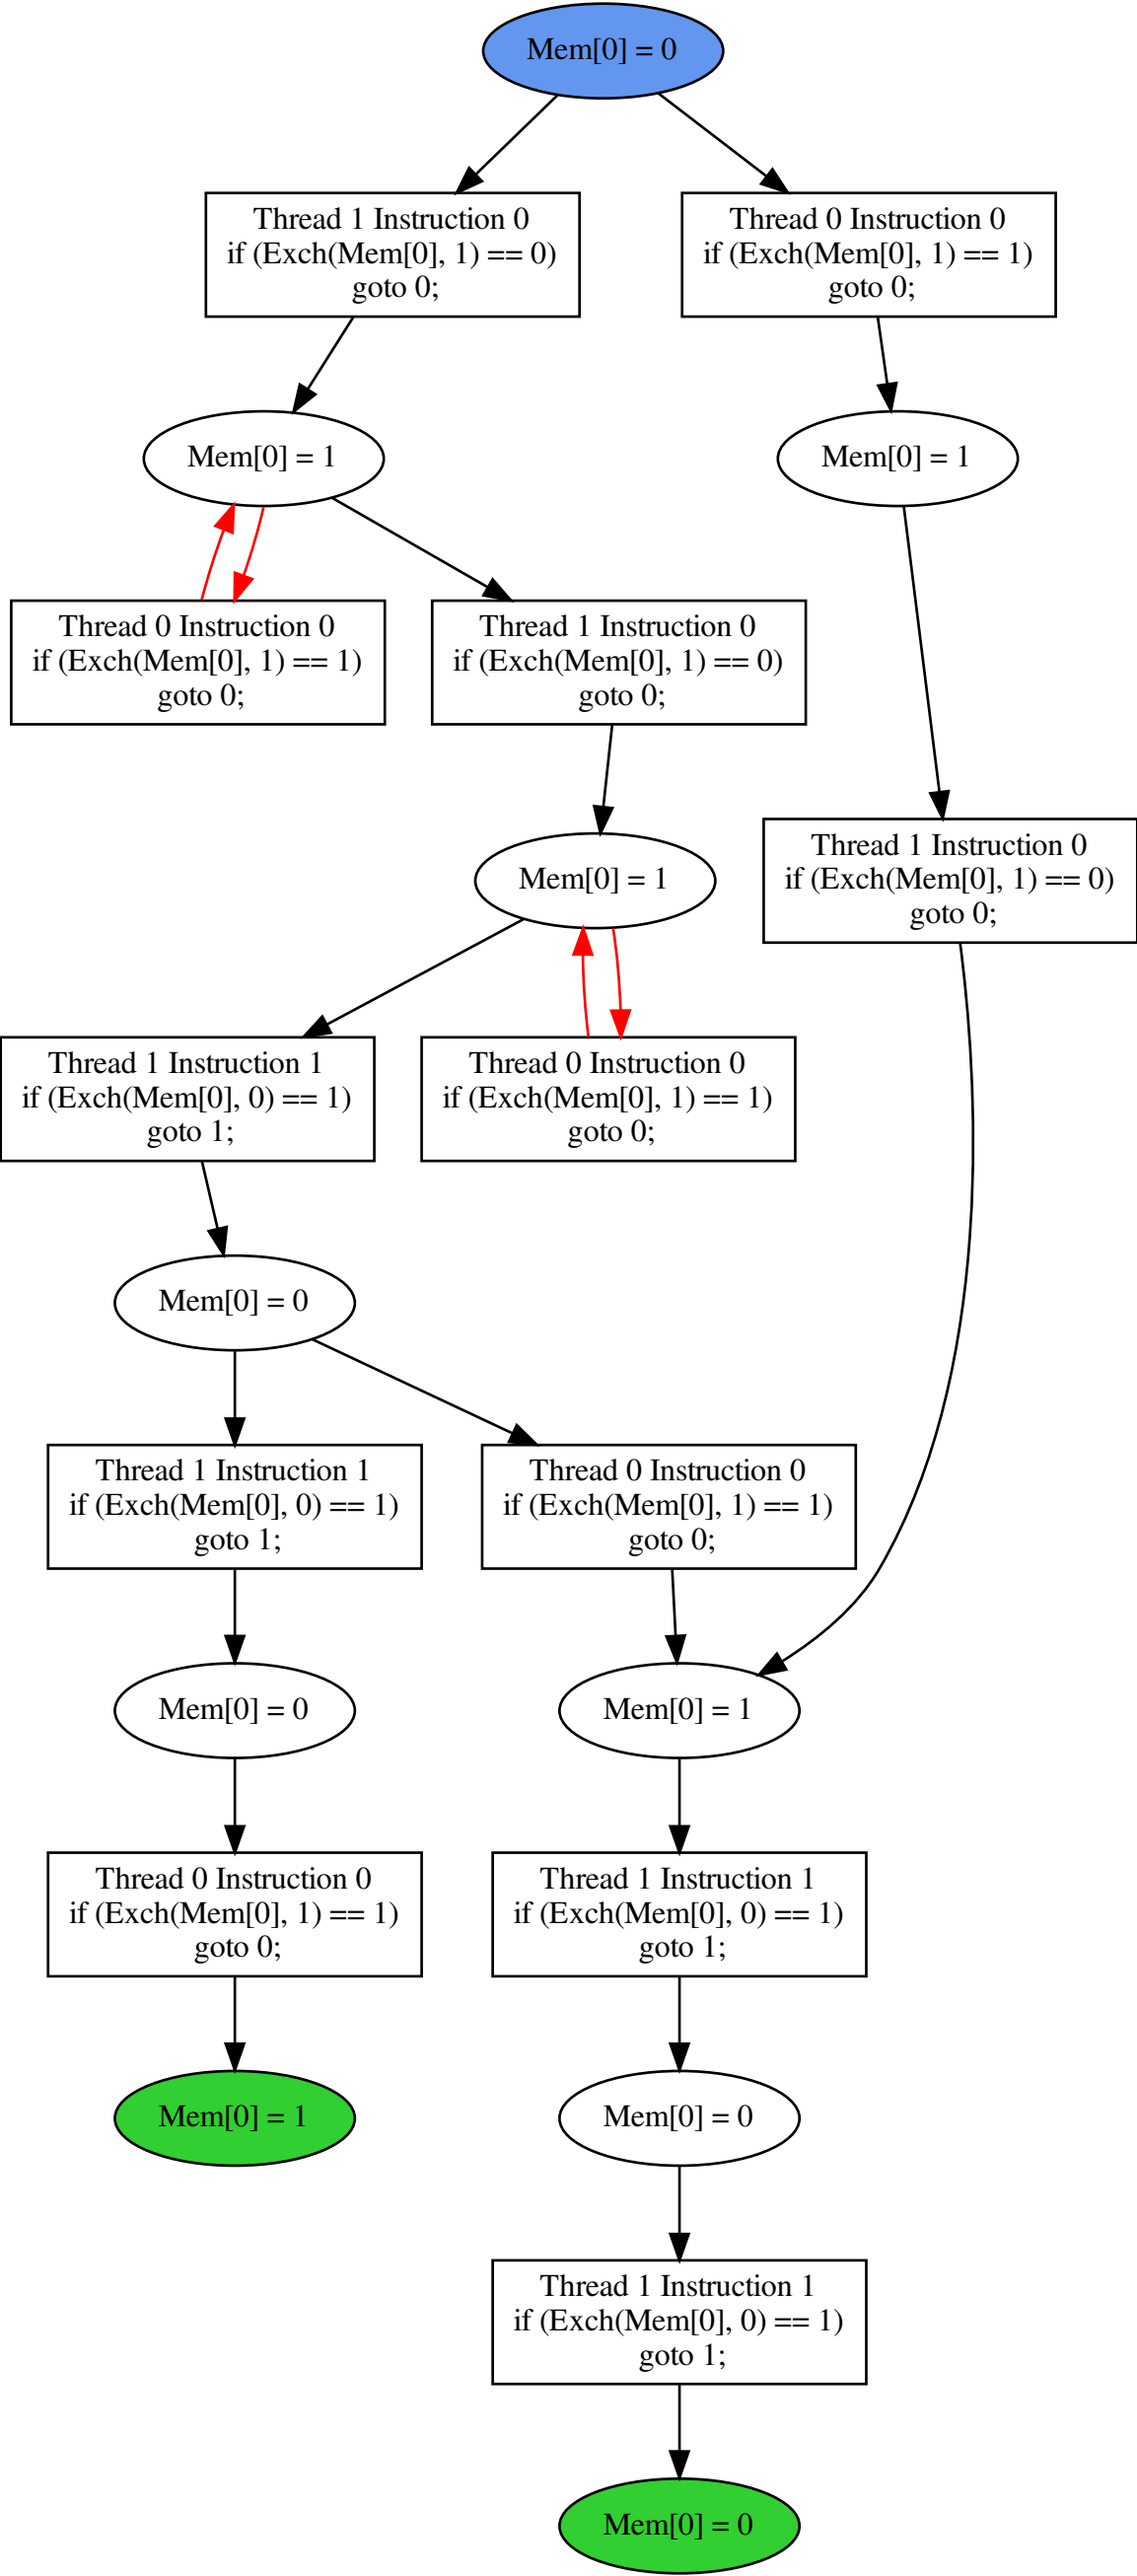 Mem[0] = 0
Thread 1 Instruction 0
if (Exch(Mem[0], 1) == 0)
goto 0;
Thread 0 Instruction 0
if (Exch(Mem[0], 1) == 1)
goto 0;
Mem[0] = 1
Mem[0] = 1
Thread 0 Instruction 0
if (Exch(Mem[0], 1) == 1)
goto 0;
Thread 1 Instruction 0
if (Exch(Mem[0], 1) == 0)
goto 0;
Mem[0] = 1
Thread 1 Instruction 0
if (Exch(Mem[0], 1) == 0)
goto 0;
Thread 1 Instruction 1
if (Exch(Mem[0], 0) == 1)
goto 1;
Thread 0 Instruction 0
if (Exch(Mem[0], 1) == 1)
goto 0;
Mem[0] = 0
Thread 1 Instruction 1
if (Exch(Mem[0], 0) == 1)
goto 1;
Thread 0 Instruction 0
if (Exch(Mem[0], 1) == 1)
goto 0;
Mem[0] = 0
Mem[0] = 1
Thread 0 Instruction 0
if (Exch(Mem[0], 1) == 1)
goto 0;
Thread 1 Instruction 1
if (Exch(Mem[0], 0) == 1)
goto 1;
Mem[0] = 1
Mem[0] = 0
Thread 1 Instruction 1
if (Exch(Mem[0], 0) == 1)
goto 1;
Mem[0] = 0